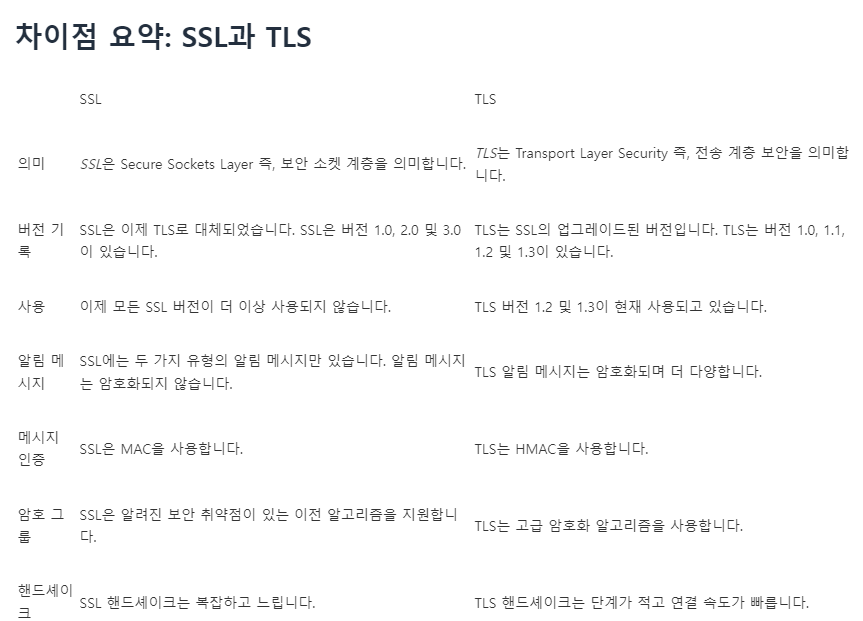 차이점 요약: SSL과 TLS
SSL
TLS
의미
SSL은 Secure Sockets Layer 즉, 보안 소켓 계층을 의미합니다.
TLS는 Transport Layer Security 즉, 전송 계층 보안을 의미합
니다.
버전 기
록
SSL은 이제 TLS로 대체되었습니다. SSL은 버전 1.0, 2.0 및 3.0
이 있습니다.
TLS는 SSL의 업그레이드된 버전입니다. TLS는 버전 1.0, 1.1,
1.2 및 1.3이 있습니다.
사용
이제 모든 SSL 버전이 더 이상 사용되지 않습니다.
TLS 버전 1.2 및 1.3이 현재 사용되고 있습니다.
알림 메
시지
SSL에는 두 가지 유형의 알림 메시지만 있습니다. 알림 메시지
는 암호화되지 않습니다.
TLS 알림 메시지는 암호화되며 더 다양합니다.
메시지
인증
SSL은 MAC을 사용합니다.
TLS는 HMAC을 사용합니다.
암호 그
룹
SSL은 알려진 보안 취약점이 있는 이전 알고리즘을 지원합니
다.
TLS는 고급 암호화 알고리즘을 사용합니다.
핸드셰이
크
SSL 핸드셰이크는 복잡하고 느립니다.
TLS 핸드셰이크는 단계가 적고 연결 속도가 빠릅니다.